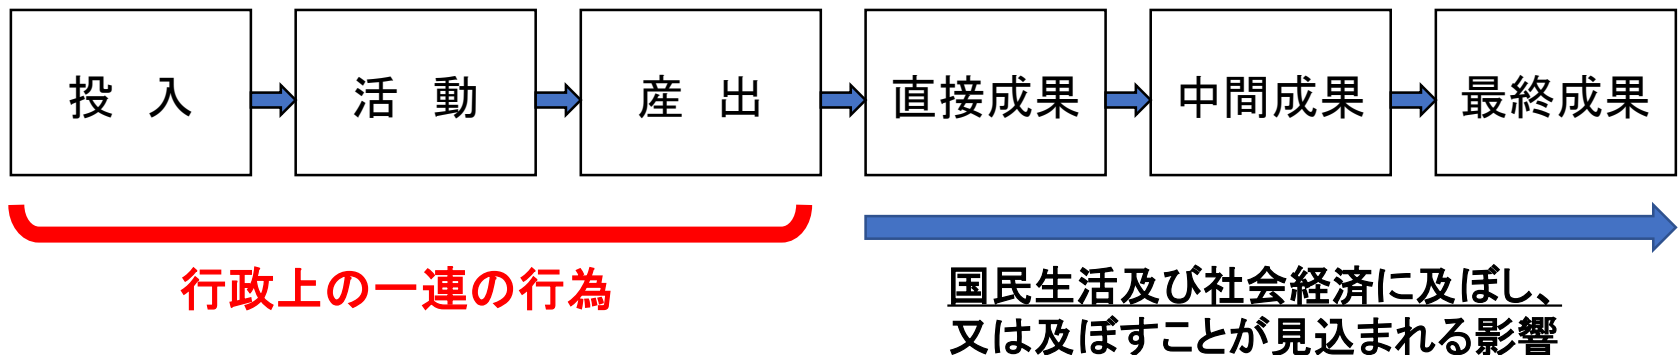 投　入
活　動
産　出
直接成果
中間成果
最終成果
行政上の一連の行為
国民生活及び社会経済に及ぼし、
又は及ぼすことが見込まれる影響